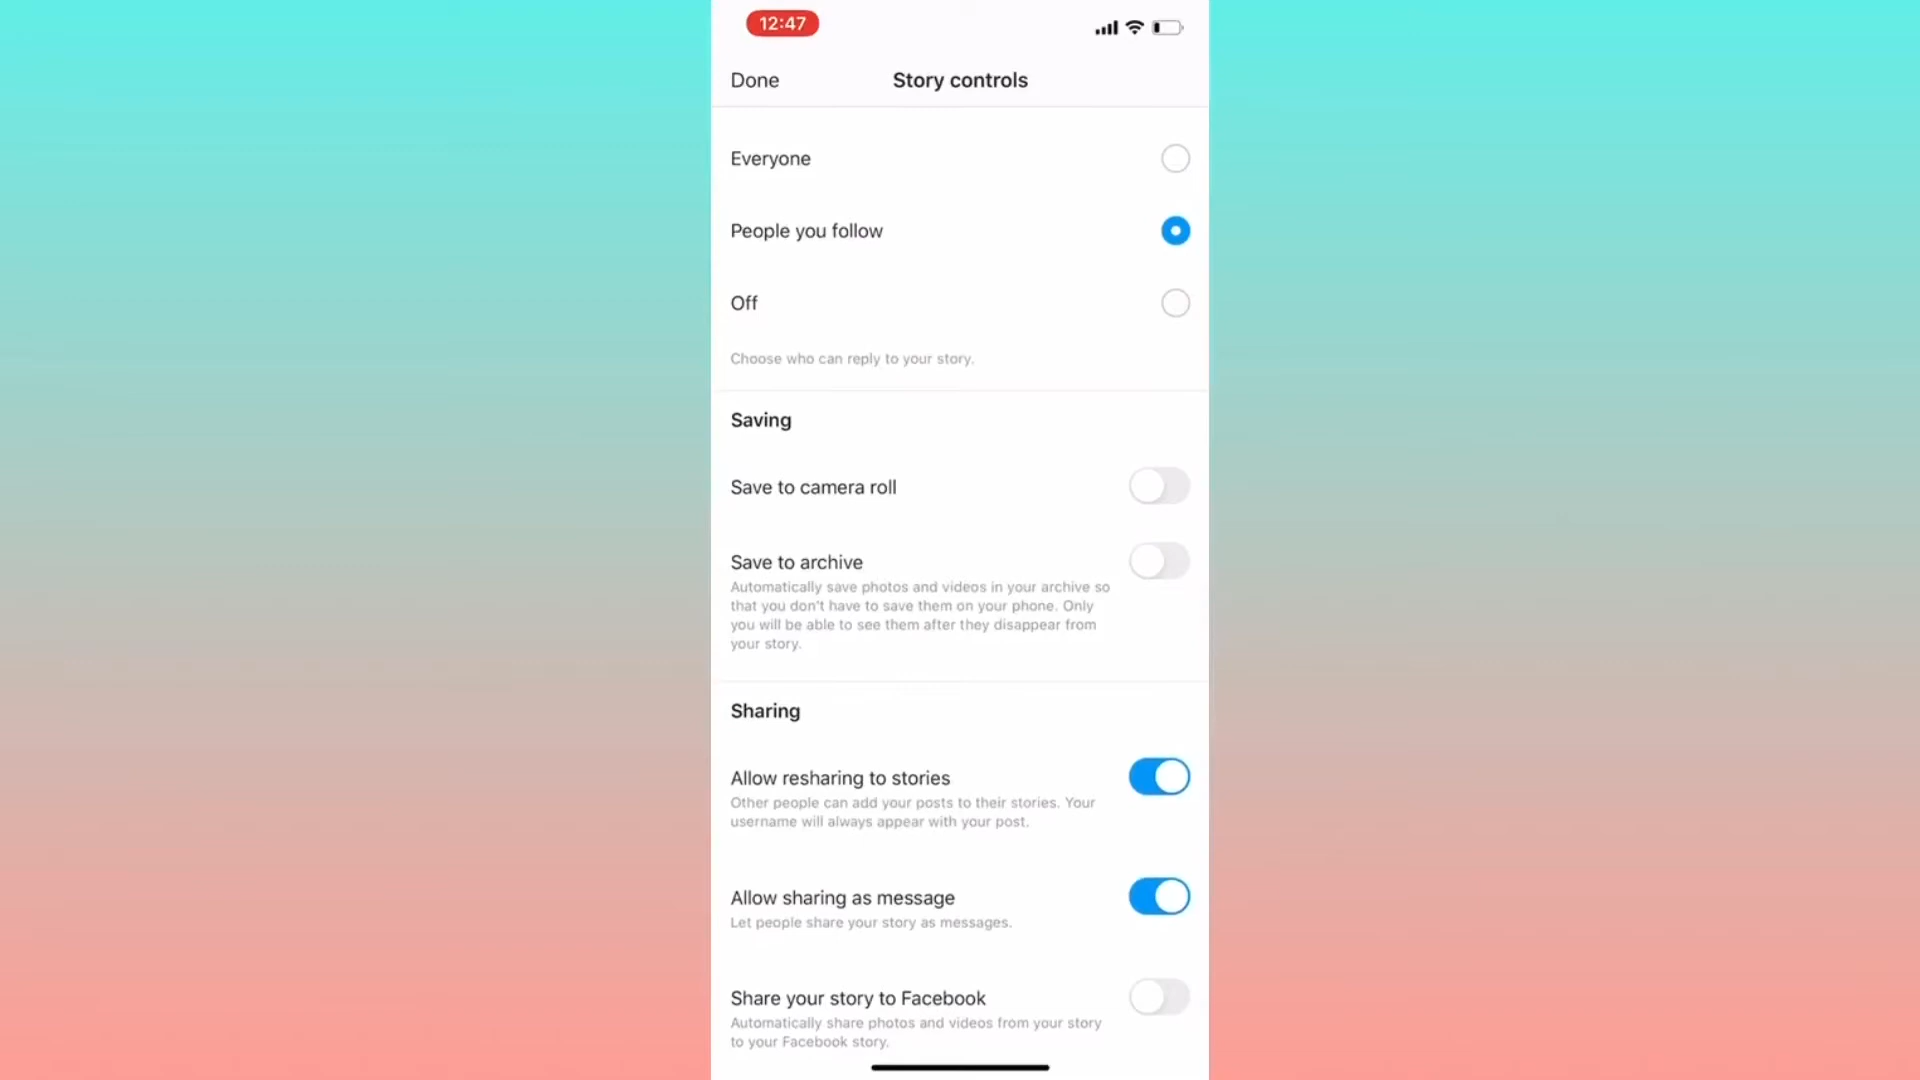 12:47
Done
Story controls
Everyone
People you follow
Off
Choose who can reply to your story.
Saving
Save to camera roll
Save to archive
Automatically save photos and videos in your archive so
that you don't have to save them on your phone. Only
you will be able to see them after they disappear from
your story.
Sharing
Allow resharing to stories
Other people can add your posts to their stories. Your
username will always appear with your post.
Allow sharing as message
Let people share your story as messages.
Share your story to Facebook
Automatically share photos and videos from your story
to your Facebook story.